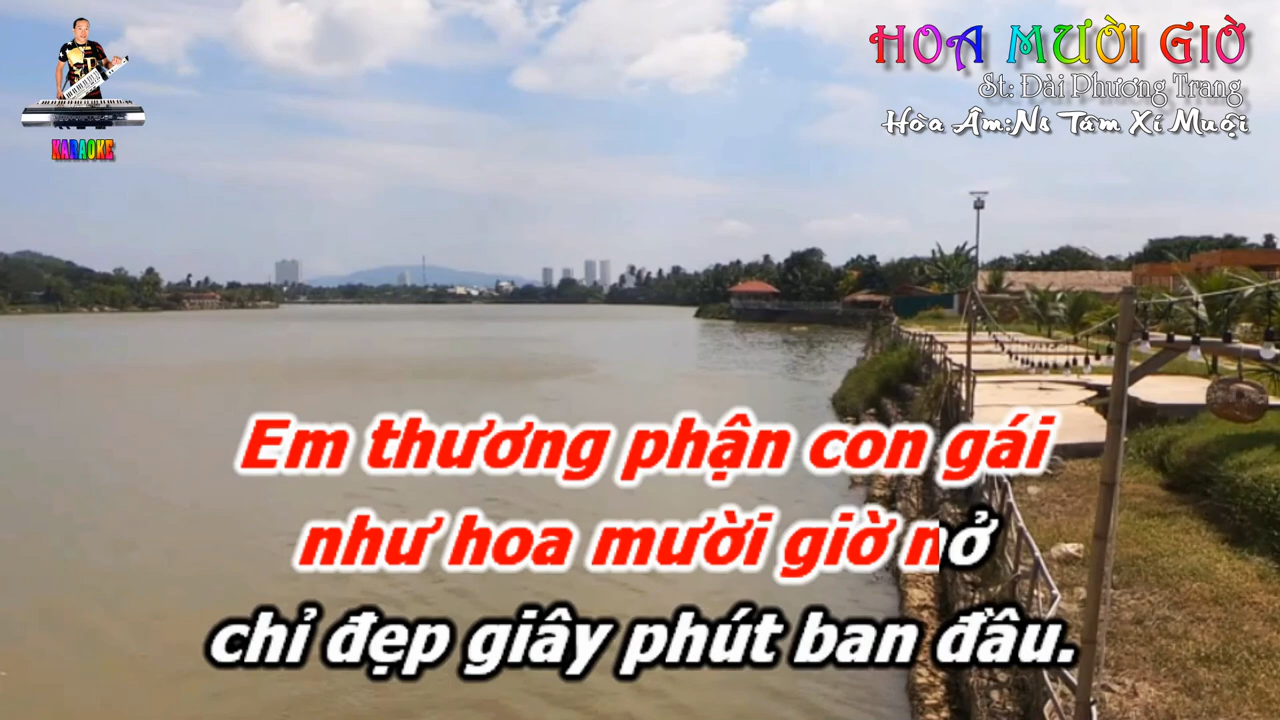 HOA MƯỜI GIỜ
St: Đài Phương Trang
Hòa Âm:Ns Tám Xí Muội
KARAOKE
Em thương phận con gái
như hoa mười giờ nở
chỉ đẹp giây phút ban đầu.